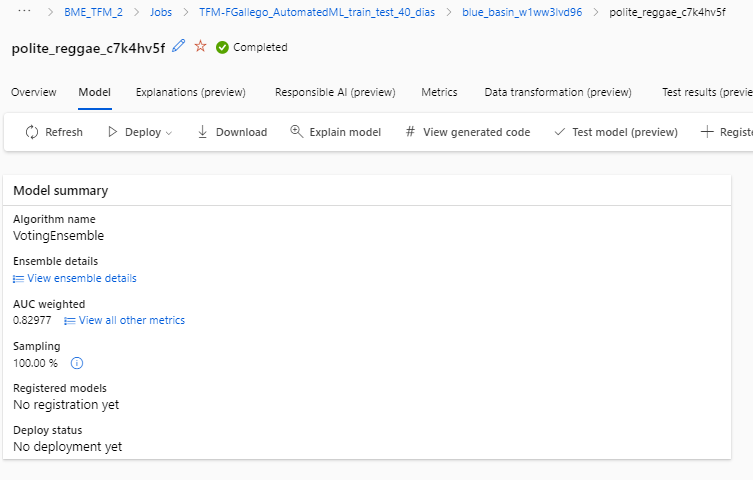 ··· > BME_TFM_2 > Jobs > TFM-FGallego_AutomatedML_train_test_40_dias > blue_basin_w1ww3lvd96 > polite_reggae_c7k4hv5f
polite_reggae_c7k4hv5f Completed
Overview Model Explanations (preview) Responsible AI (preview) Metrics Data transformation (preview) Test results (previe
Refresh Deploy Download Explain model # View generated code Test model (preview) Registe
Model summary
Algorithm name
VotingEnsemble
Ensemble details
View ensemble details
AUC weighted
0.82977 View all other metrics
Sampling
100.00 %
Registered models
No registration yet
Deploy status
No deployment yet